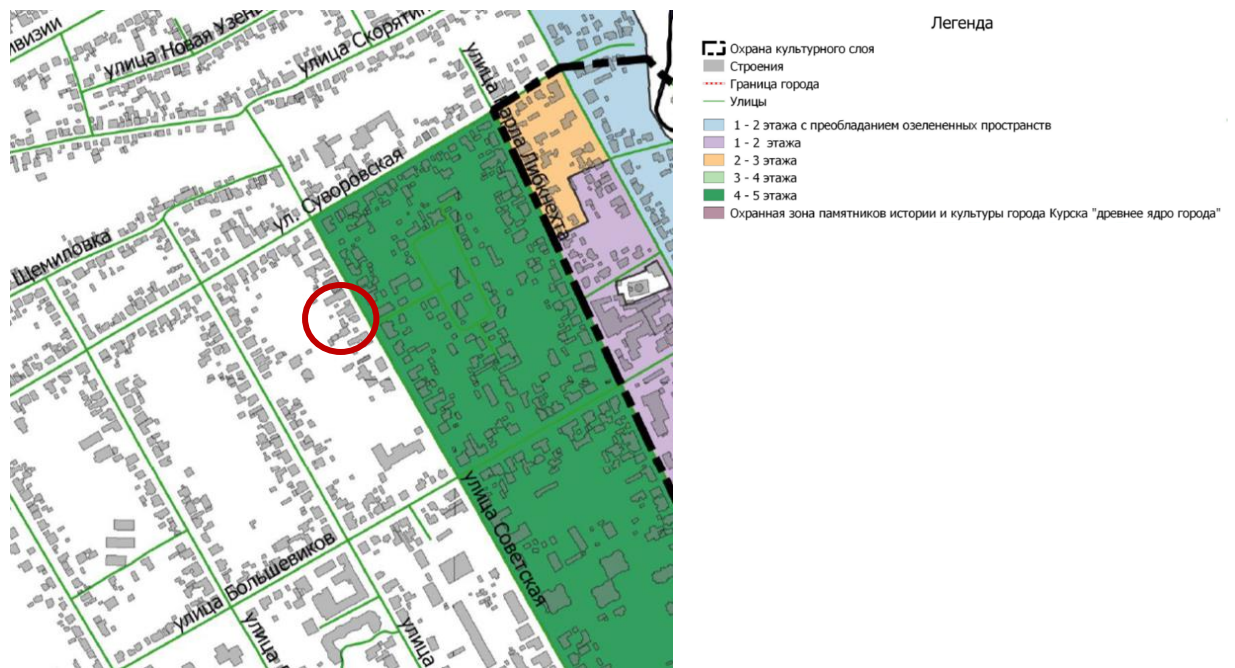 ивизии
улица Новая Узень
улица Скорятин
улица Карла Либкнехта
ул. Суворовская
Щемиловка
улица Советская
улица Большевиков
улица
улица
Легенда
Охрана культурного слоя
Строения
Граница города
Улицы
1 - 2 этажа с преобладанием озелененных пространств
1 - 2 этажа
2 - 3 этажа
3 - 4 этажа
4 - 5 этажа
Охранная зона памятников истории и культуры города Курска "древнее ядро города"